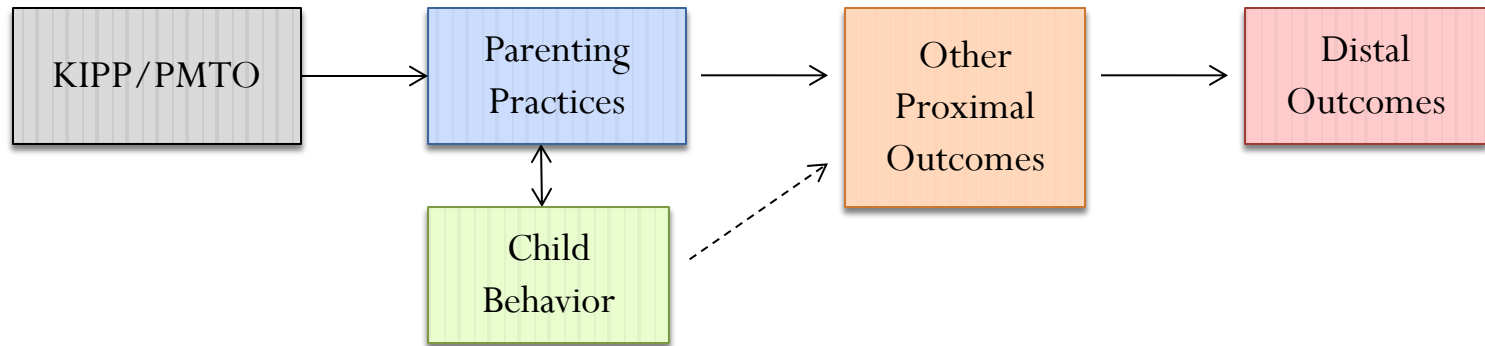 KIPP/PMTO
Parenting
Practices
Child
Behavior
Other
Proximal
Outcomes
Distal
Outcomes